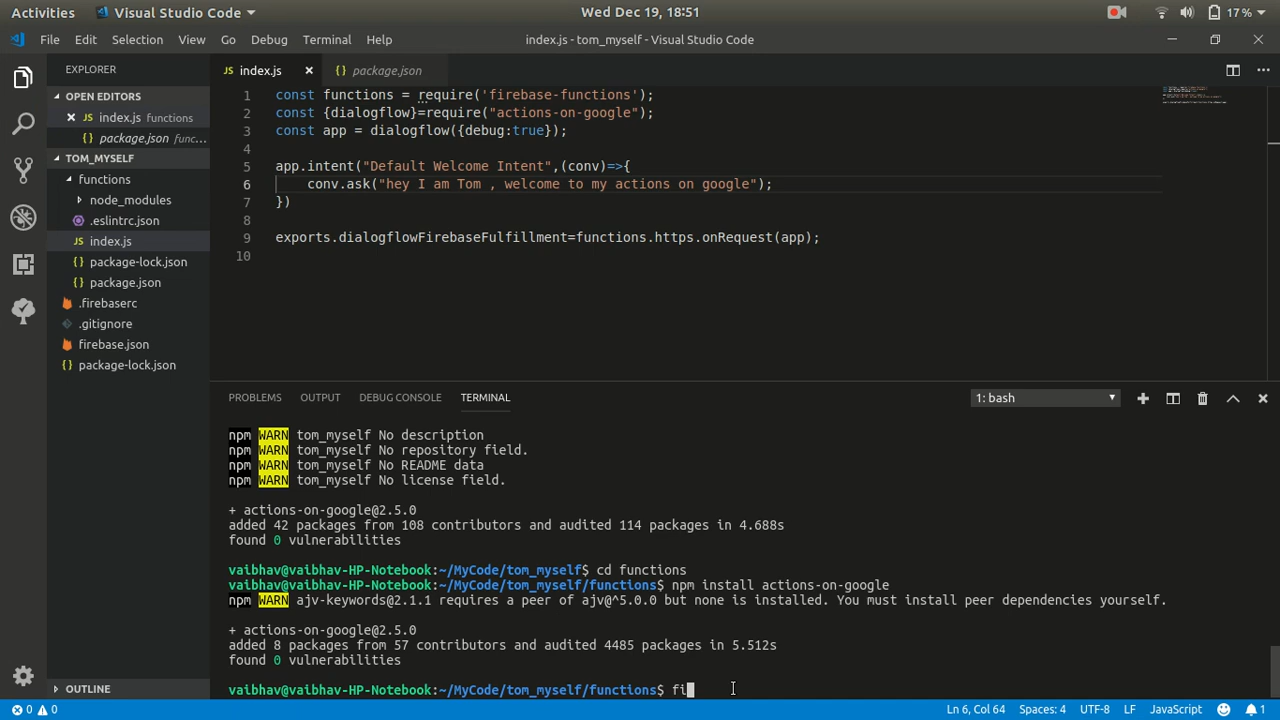 Activities
Visual Studio Code
Wed Dec 19, 18:51
17 %
File Edit Selection View Go Debug Terminal Help
index.js - tom_myself - Visual Studio Code
EXPLORER
OPEN EDITORS
index.js functions
package.json func...
TOM_MYSELF
functions
node_modules
.eslintrc.json
JS index.js
{} package-lock.json
{} package.json
.firebaserc
.gitignore
firebase.json
{} package-lock.json
OUTLINE
JS index.js
{} package.json
1 const functions = require('firebase-functions');
2 const {dialogflow}=require("actions-on-google");
3 const app = dialogflow({debug:true});
4
5 app.intent("Default Welcome Intent",(conv)=>{
6 conv.ask("hey I am Tom , welcome to my actions on google");
7 })
8
9 exports.dialogflowFirebaseFulfillment=functions.https.onRequest(app);
10
PROBLEMS OUTPUT DEBUG CONSOLE TERMINAL
1: bash
npm WARN tom_myself No description
npm WARN tom_myself No repository field.
npm WARN tom_myself No README data
npm WARN tom_myself No license field.
+ actions-on-google@2.5.0
added 42 packages from 108 contributors and audited 114 packages in 4.688s
found 0 vulnerabilities
vaibhav@vaibhav-HP-Notebook:~/MyCode/tom_myself$ cd functions
vaibhav@vaibhav-HP-Notebook:~/MyCode/tom_myself/functions$ npm install actions-on-google
npm WARN ajv-keywords@2.1.1 requires a peer of ajv@^5.0.0 but none is installed. You must install peer dependencies yourself.
+ actions-on-google@2.5.0
added 8 packages from 57 contributors and audited 4485 packages in 5.512s
found 0 vulnerabilities
vaibhav@vaibhav-HP-Notebook:~/MyCode/tom_myself/functions$ fi
0 0
Ln 6, Col 64 Spaces: 4 UTF-8 LF JavaScript 1